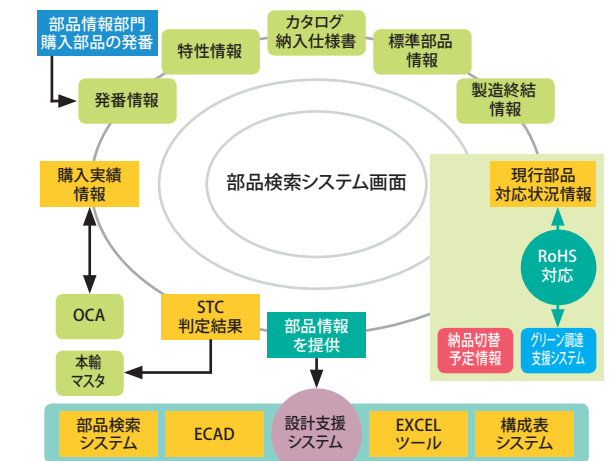 部品情報部門
購入部品の発番
カタログ
納入仕様書
特性情報
標準部品
情報
発番情報
製造終結
情報
部品検索システム画面
購入実績
情報
現行部品
対応状況情報
RoHS
対応
OCA
STC
判定結果
部品情報
を提供
納品切替
予定情報
グリーン調達
支援システム
本輸
マスタ
部品検索
システム
ECAD
設計支援
システム
EXCEL
ツール
構成表
システム